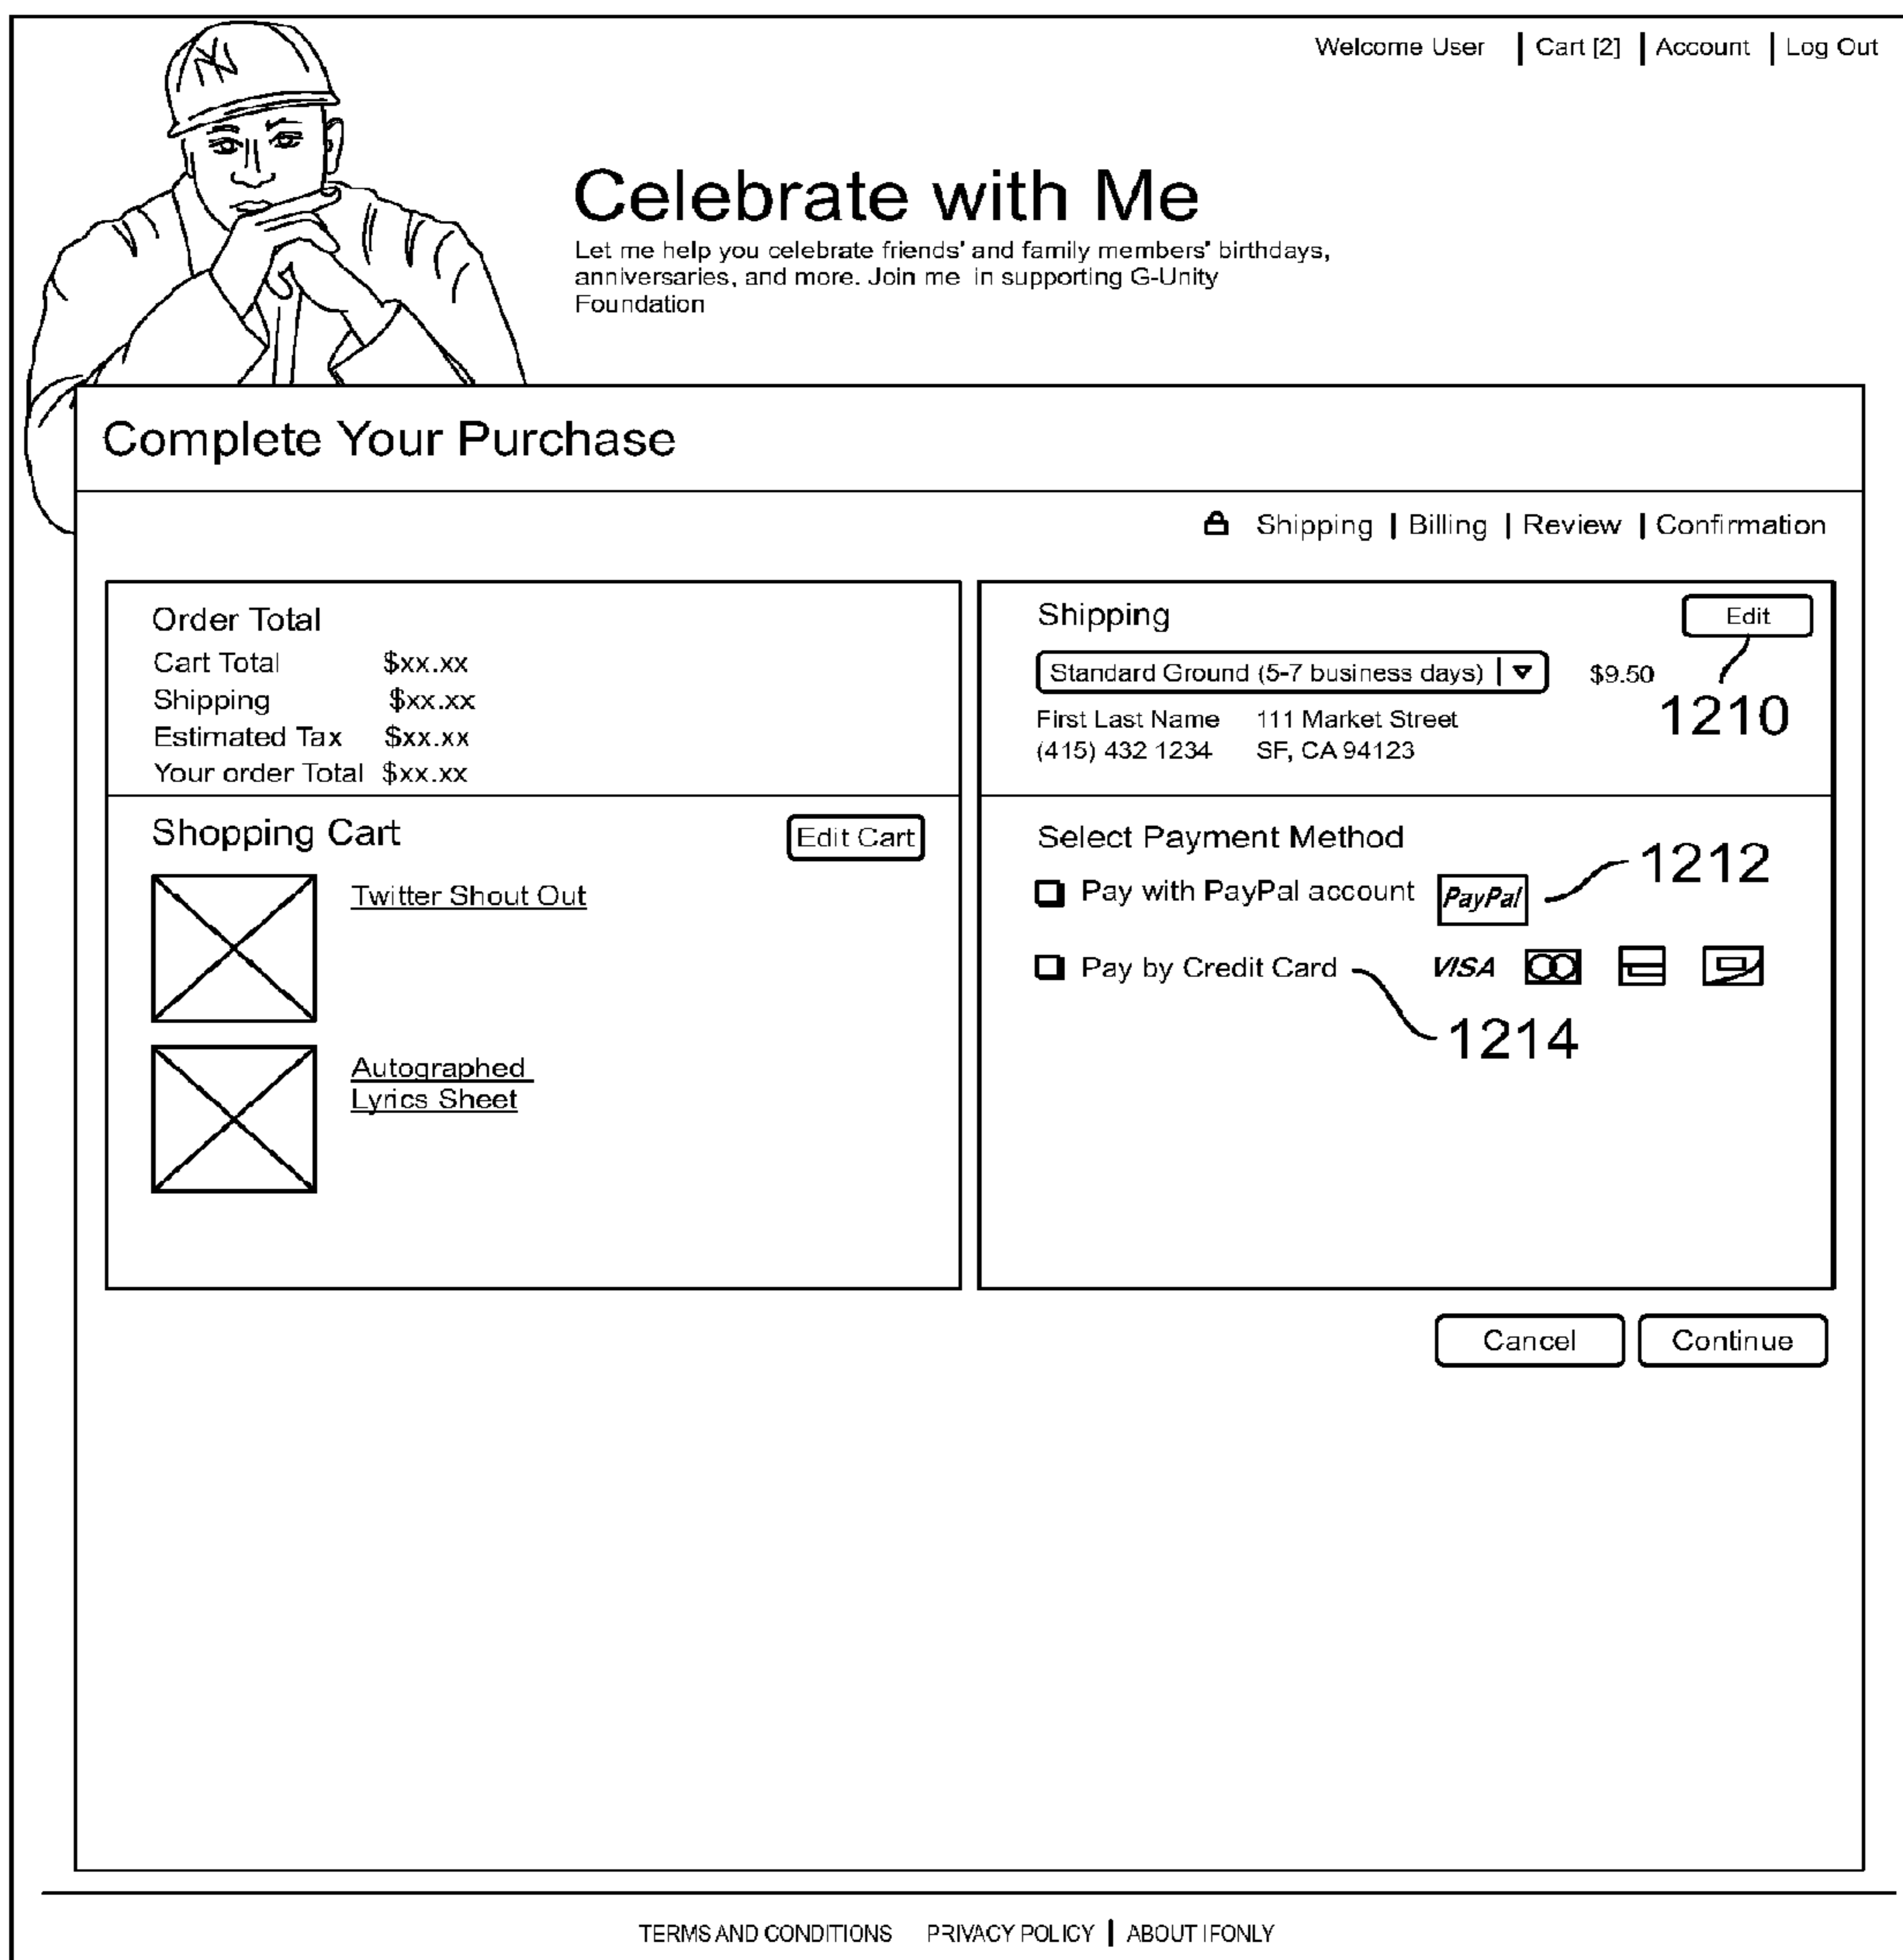 Welcome User | Cart [2] | Account | Log Out
NY
Celebrate with Me
Let me help you celebrate friends' and family members' birthdays,
anniversaries, and more. Join me in supporting G-Unity
Foundation
Complete Your Purchase
Shipping | Billing | Review | Confirmation
Order Total
Cart Total $xx.xx
Shipping $xx.xx
Estimated Tax $xx.xx
Your order Total $xx.xx
Shopping Cart
Edit Cart
Twitter Shout Out
Autographed
Lyrics Sheet
Shipping
Edit
1210
Standard Ground (5-7 business days) $9.50
First Last Name 111 Market Street
(415) 432 1234 SF, CA 94123
Select Payment Method
Pay with PayPal account PayPal 1212
Pay by Credit Card VISA
1214
Cancel Continue
TERMS AND CONDITIONS PRIVACY POLICY | ABOUT IFONLY